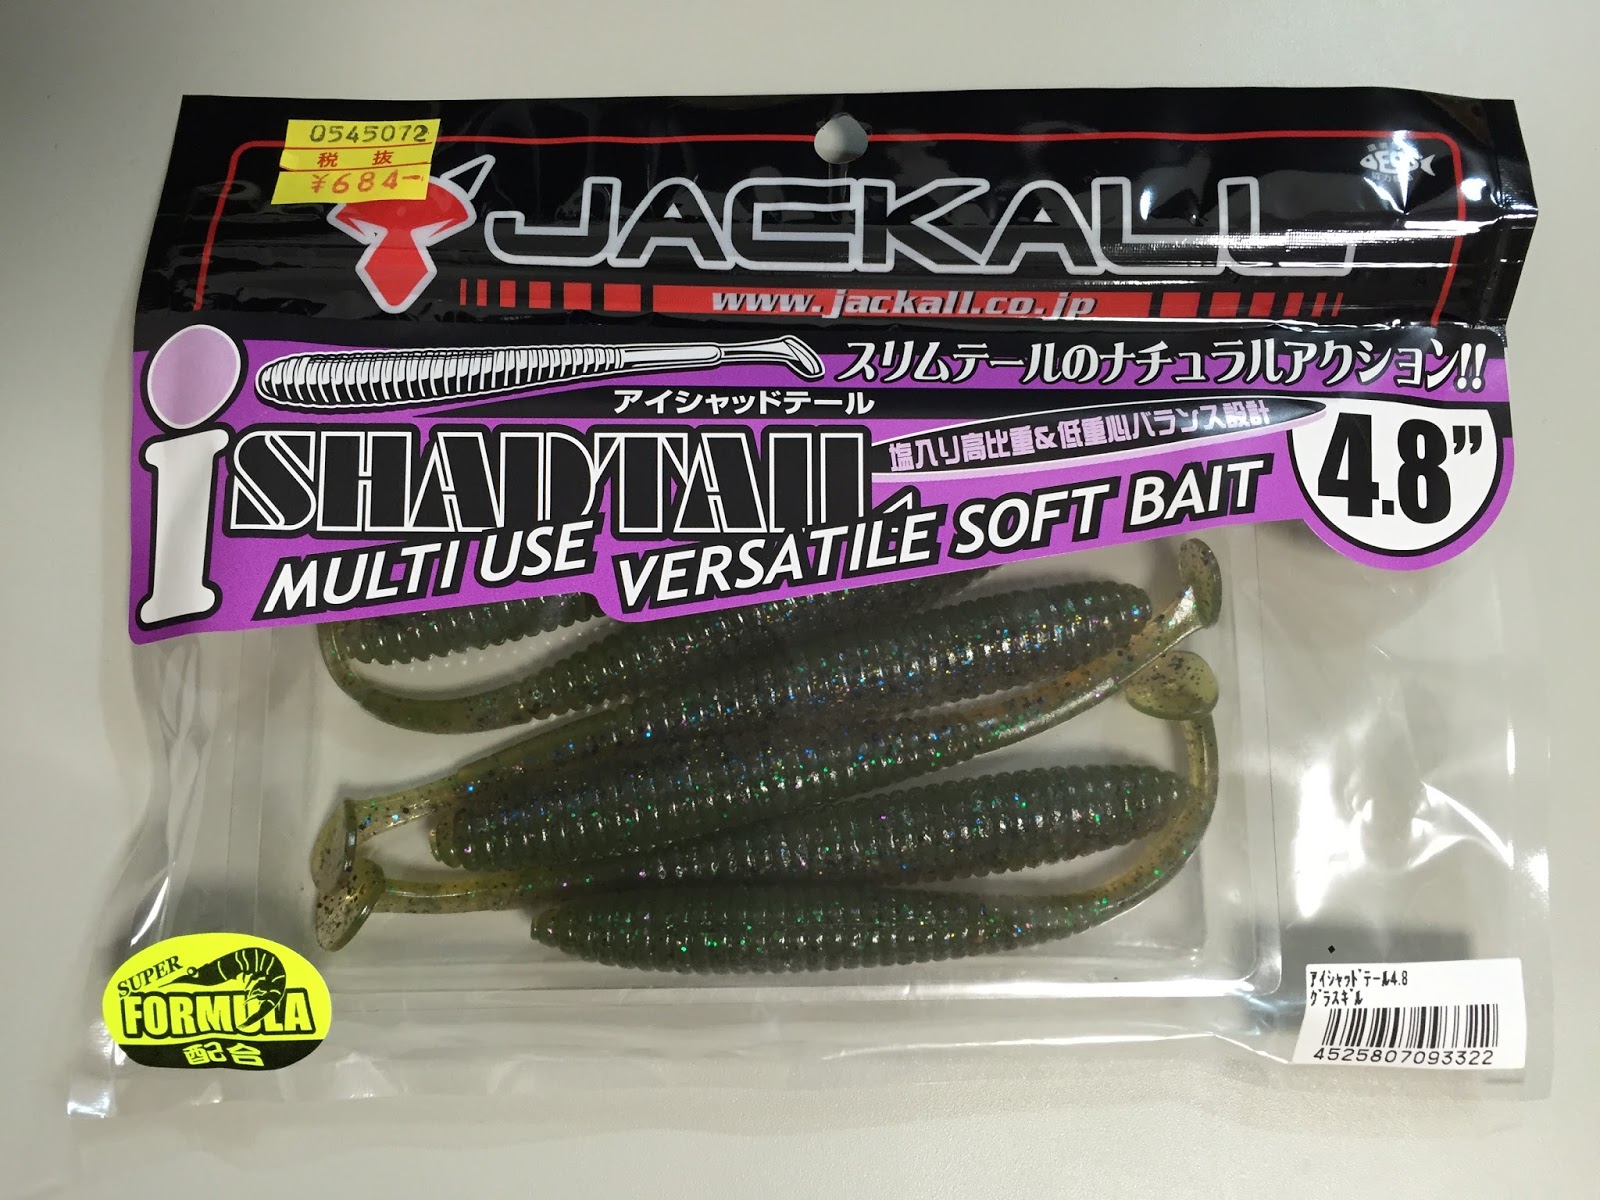 0545072
税 抜
¥684-
JACKALL
www.jackall.co.jp
スリムテールのナチュラルアクション!!
アイシャッドテール
塩入り高比重&低重心バランス設計
i SHADTAIL
4.8”
MULTI USE VERSATILE SOFT BAIT
SUPER
FORMULA
配合
ｱｲｼｬｯﾄﾞﾃｰﾙ4.8
ｸﾞﾗｽｷﾞﾙ
4525807093322